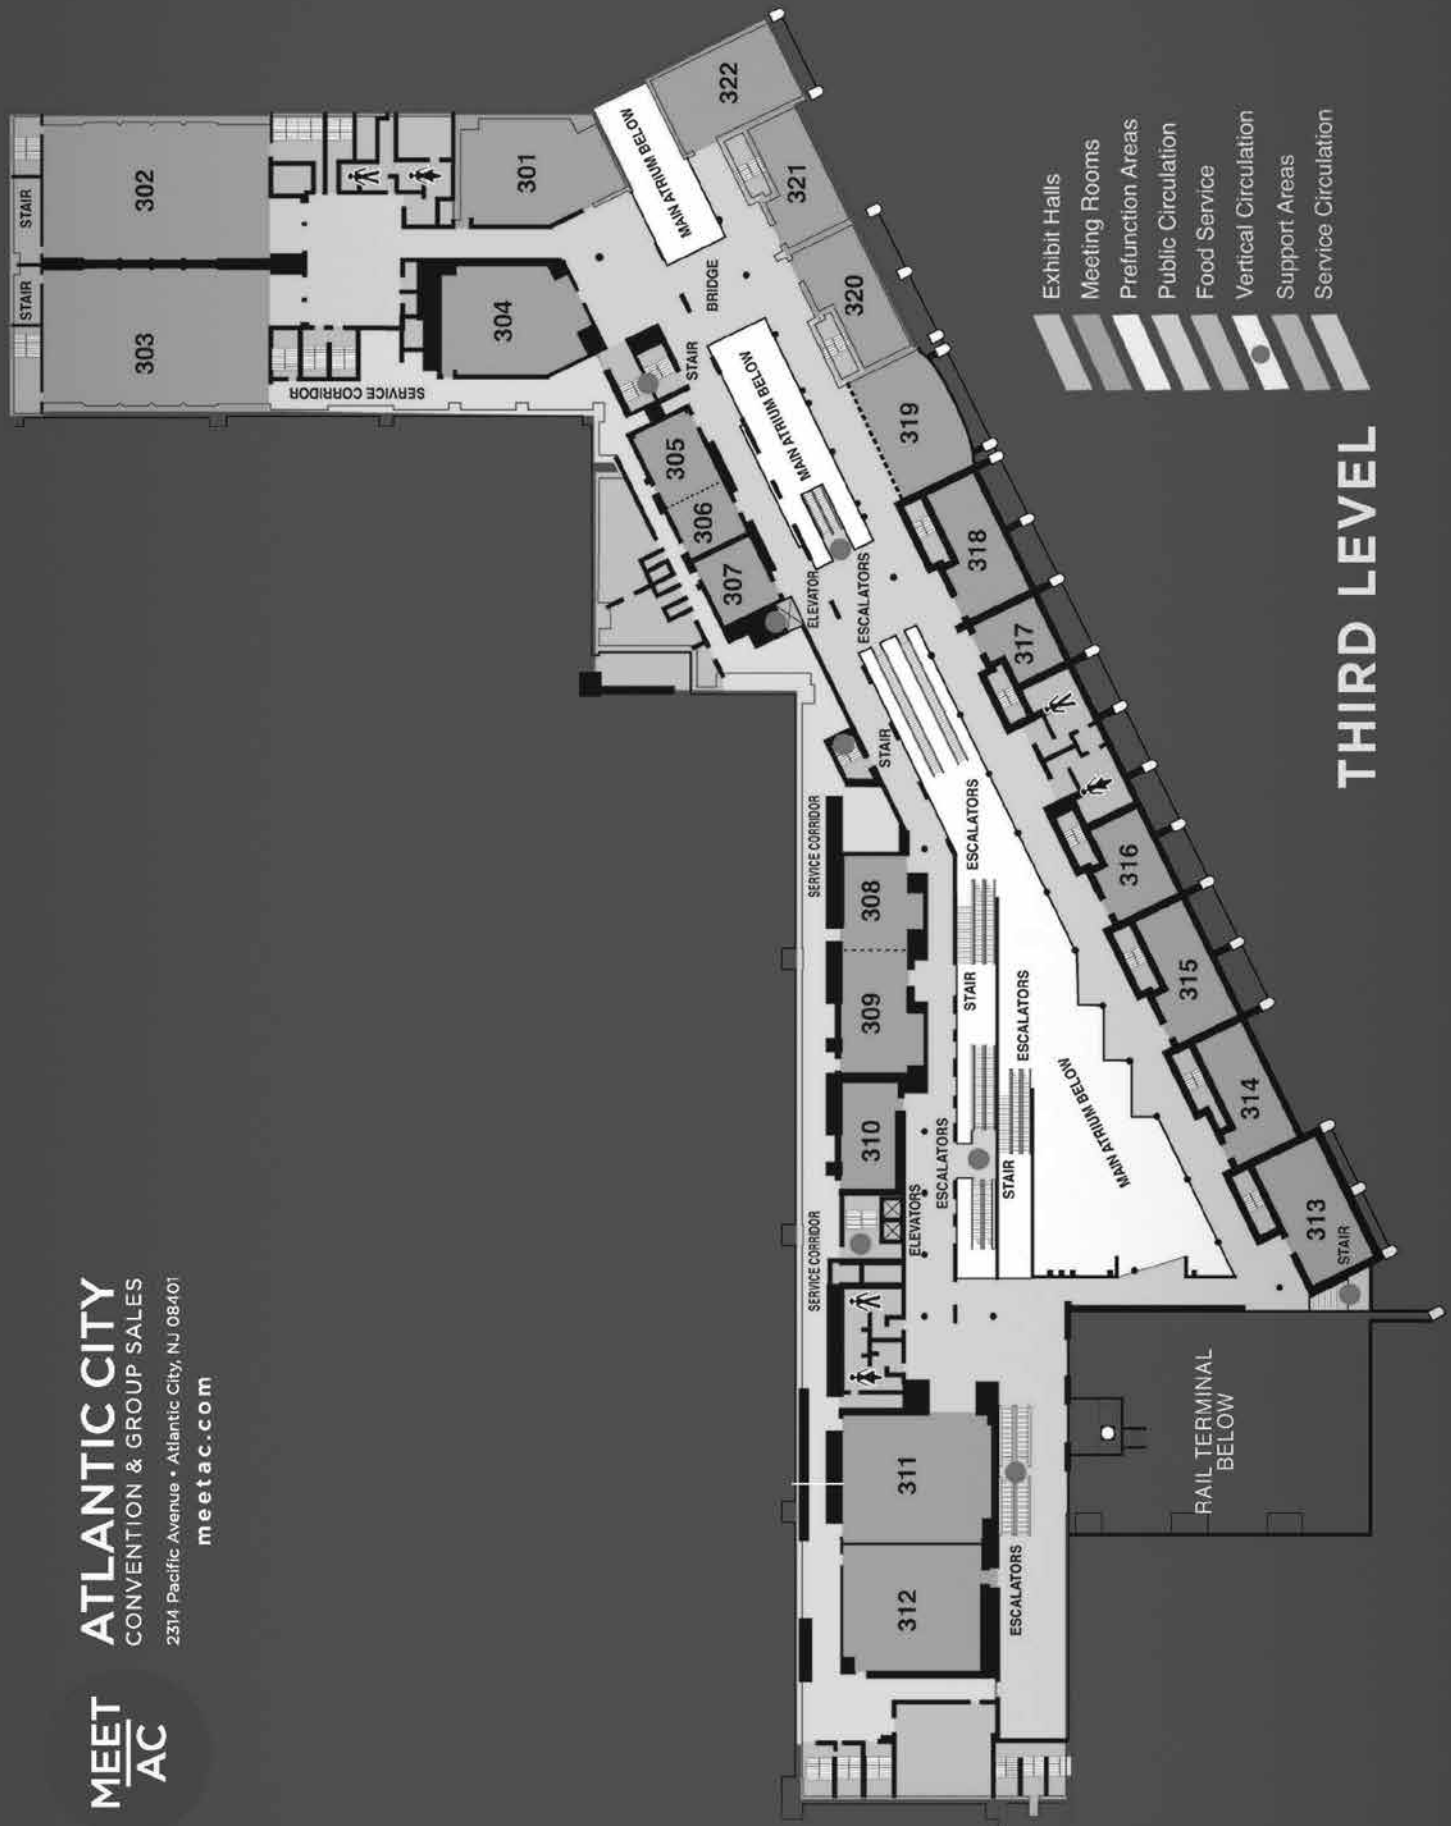 MEET
AC
ATLANTIC CITY
CONVENTION & GROUP SALES
2314 Pacific Avenue • Atlantic City, NJ 08401
meetac.com
STAIR
STAIR
302
303
301
304
SERVICE CORRIDOR
MAIN ATRIUM BELOW
322
321
320
319
BRIDGE
STAIR
MAIN ATRIUM BELOW
305
306
307
ELEVATOR
ESCALATORS
318
317
STAIR
SERVICE CORRIDOR
ESCALATORS
316
308
309
STAIR
ESCALATORS
315
310
MAIN ATRIUM BELOW
314
ESCALATORS
STAIR
ELEVATORS
SERVICE CORRIDOR
313
STAIR
311
312
ESCALATORS
RAIL TERMINAL
BELOW
Exhibit Halls
Meeting Rooms
Prefunction Areas
Public Circulation
Food Service
Vertical Circulation
Support Areas
Service Circulation
THIRD LEVEL